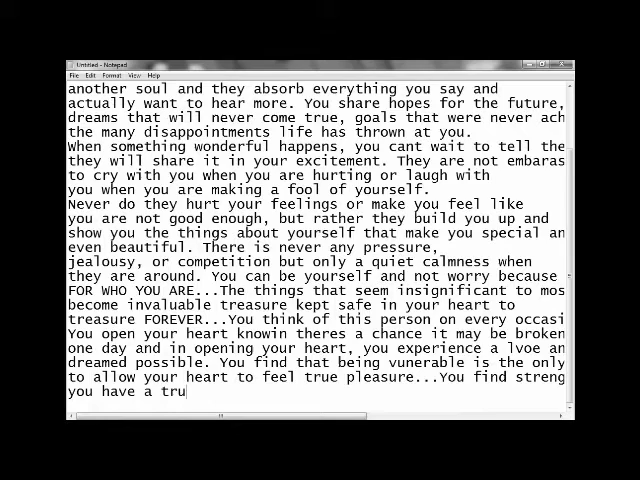 Untitled - Notepad
File Edit Format View Help
another soul and they absorb everything you say and
actually want to hear more. You share hopes for the future,
dreams that will never come true, goals that were never ach
the many disappointments life has thrown at you.
When something wonderful happens, you cant wait to tell the
they will share it in your excitement. They are not embaras
to cry with you when you are hurting or laugh with
you when you are making a fool of yourself.
Never do they hurt your feelings or make you feel like
you are not good enough, but rather they build you up and
show you the things about yourself that make you special an
even beautiful. There is never any pressure,
jealousy, or competition but only a quiet calmness when
they are around. You can be yourself and not worry because
FOR WHO YOU ARE...The things that seem insignificant to mos
become invaluable treasure kept safe in your heart to
treasure FOREVER...You think of this person on every occasi
You open your heart knowin theres a chance it may be broken
one day and in opening your heart, you experience a lvoe an
dreamed possible. You find that being vunerable is the only
to allow your heart to feel true pleasure...You find streng
you have a tru